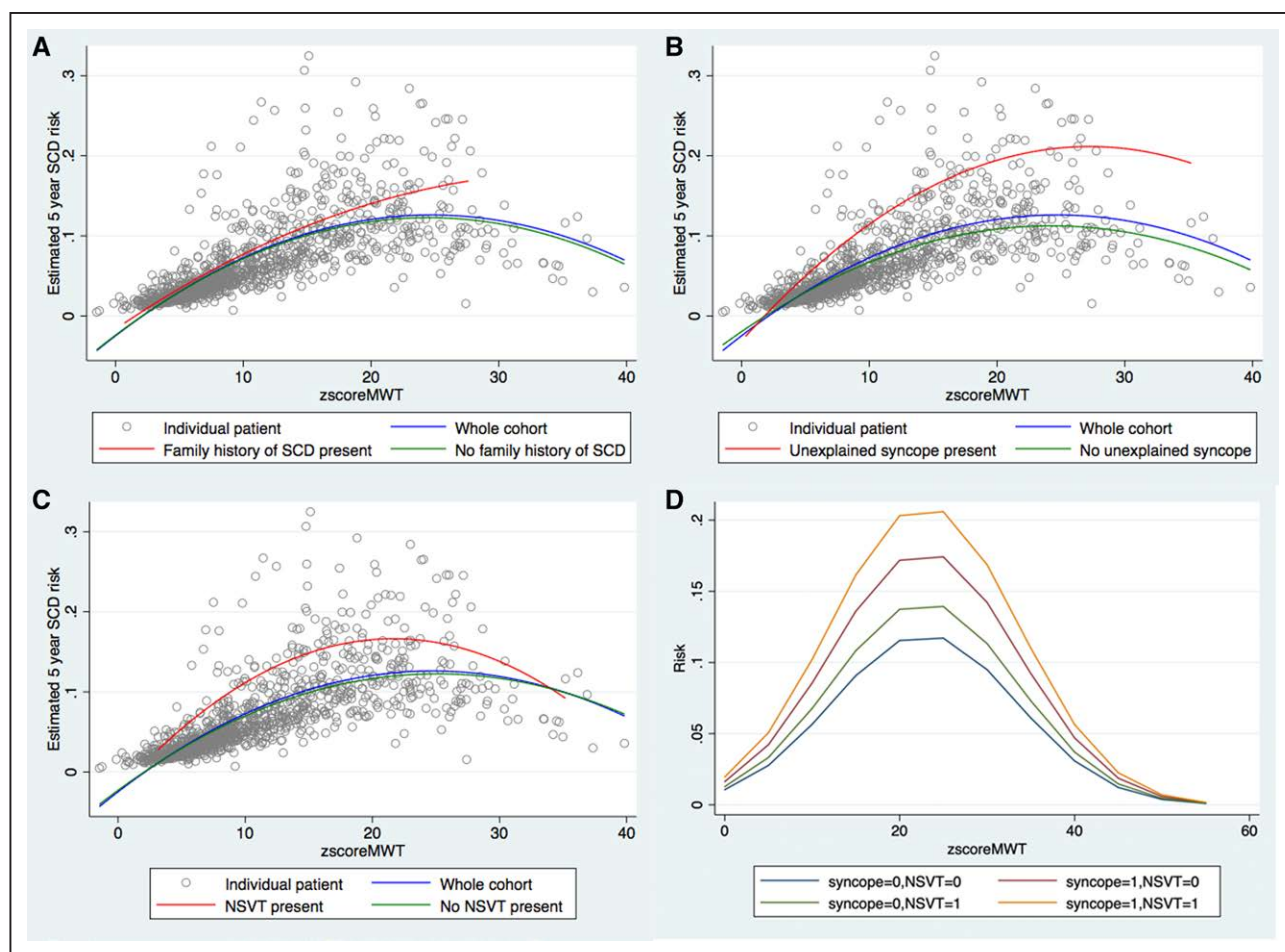 A
Estimated 5 year SCD risk
.3
.2
.1
0
0 10 20 30 40
zscoreMWT
Individual patient Whole cohort
Family history of SCD present No family history of SCD
B
Estimated 5 year SCD risk
.3
.2
.1
0
0 10 20 30 40
zscoreMWT
Individual patient Whole cohort
Unexplained syncope present No unexplained syncope
C
Estimated 5 year SCD risk
.3
.2
.1
0
0 10 20 30 40
zscoreMWT
Individual patient Whole cohort
NSVT present No NSVT present
D
Risk
.2
.15
.1
.05
0
0 20 40 60
zscoreMWT
syncope=0,NSVT=0 syncope=1,NSVT=0
syncope=0,NSVT=1 syncope=1,NSVT=1